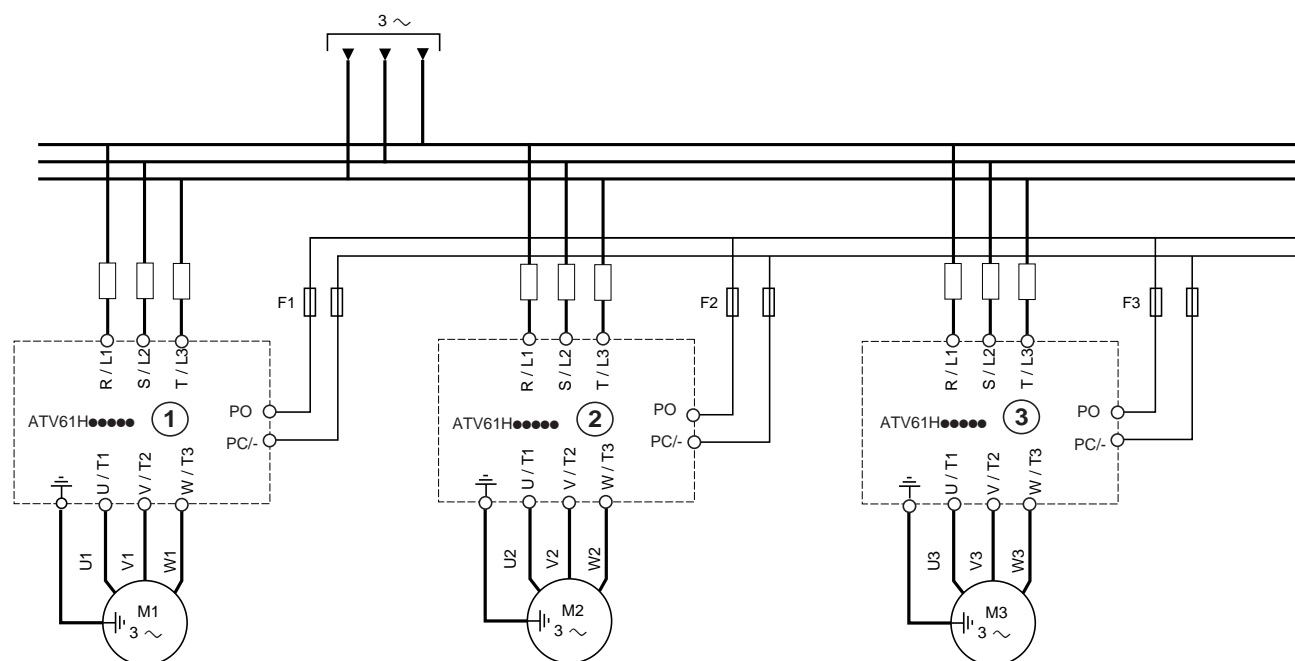 3 ∼
F1
F2
F3
R / L1
S / L2
T / L3
R / L1
S / L2
T / L3
R / L1
S / L2
T / L3
ATV61H●●●●●
1
PO
PC/-
ATV61H●●●●●
2
PO
PC/-
ATV61H●●●●●
3
PO
PC/-
U / T1
V / T2
W / T3
U / T1
V / T2
W / T3
U / T1
V / T2
W / T3
U1
V1
W1
U2
V2
W2
U3
V3
W3
M1
3 ∼
M2
3 ∼
M3
3 ∼